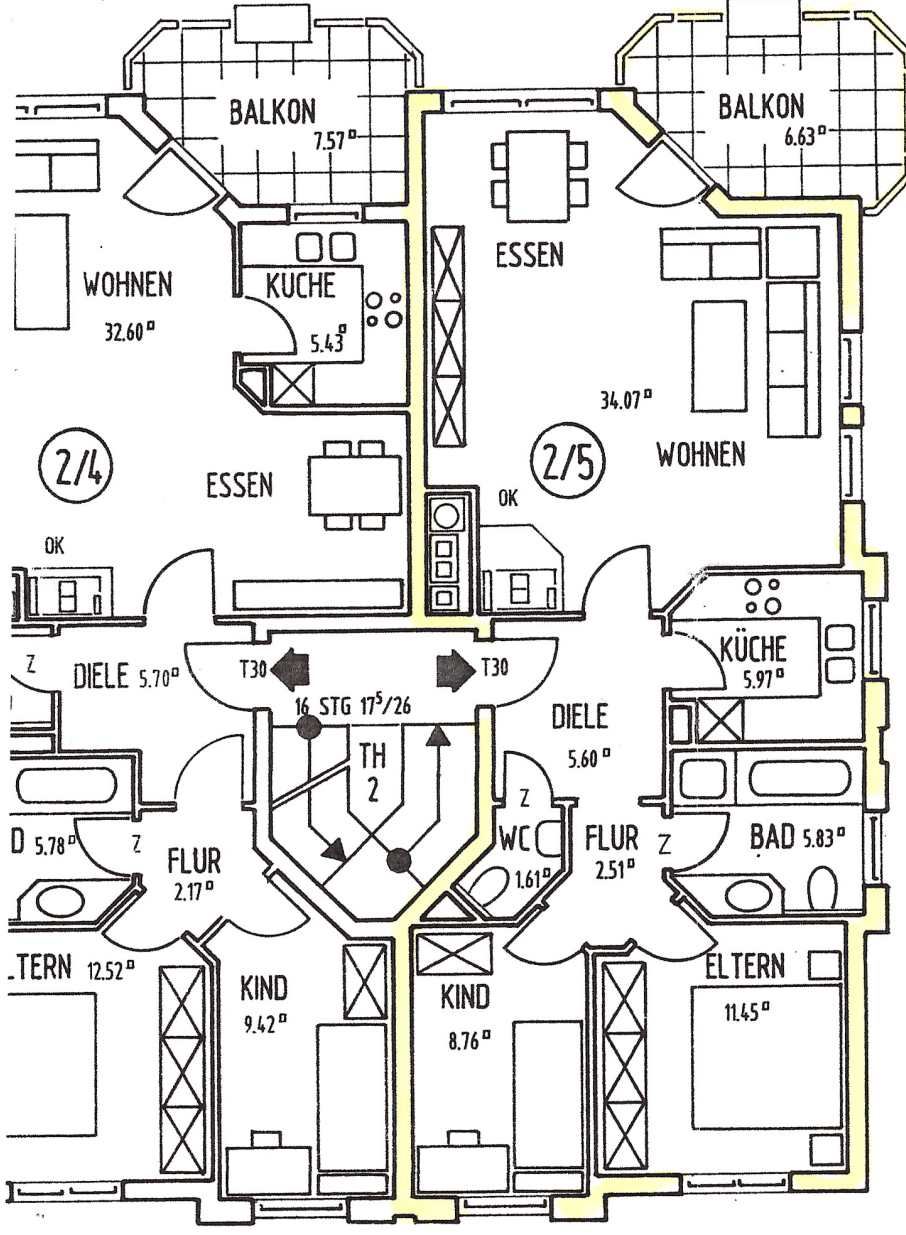 BALKON
7.57
BALKON
6.63
WOHNEN
32.60
KÜCHE
5.43
ESSEN
34.07
WOHNEN
2/4
ESSEN
2/5
OK
OK
Z
DIELE 5.70
T30
T30
16 STG 17⁵/26
TH
2
DIELE
5.60
KÜCHE
5.97
D 5.78
Z
FLUR
2.17
Z
WC
1.61
FLUR
2.51
Z
BAD 5.83
LTERN 12.52
KIND
9.42
KIND
8.76
ELTERN
11.45